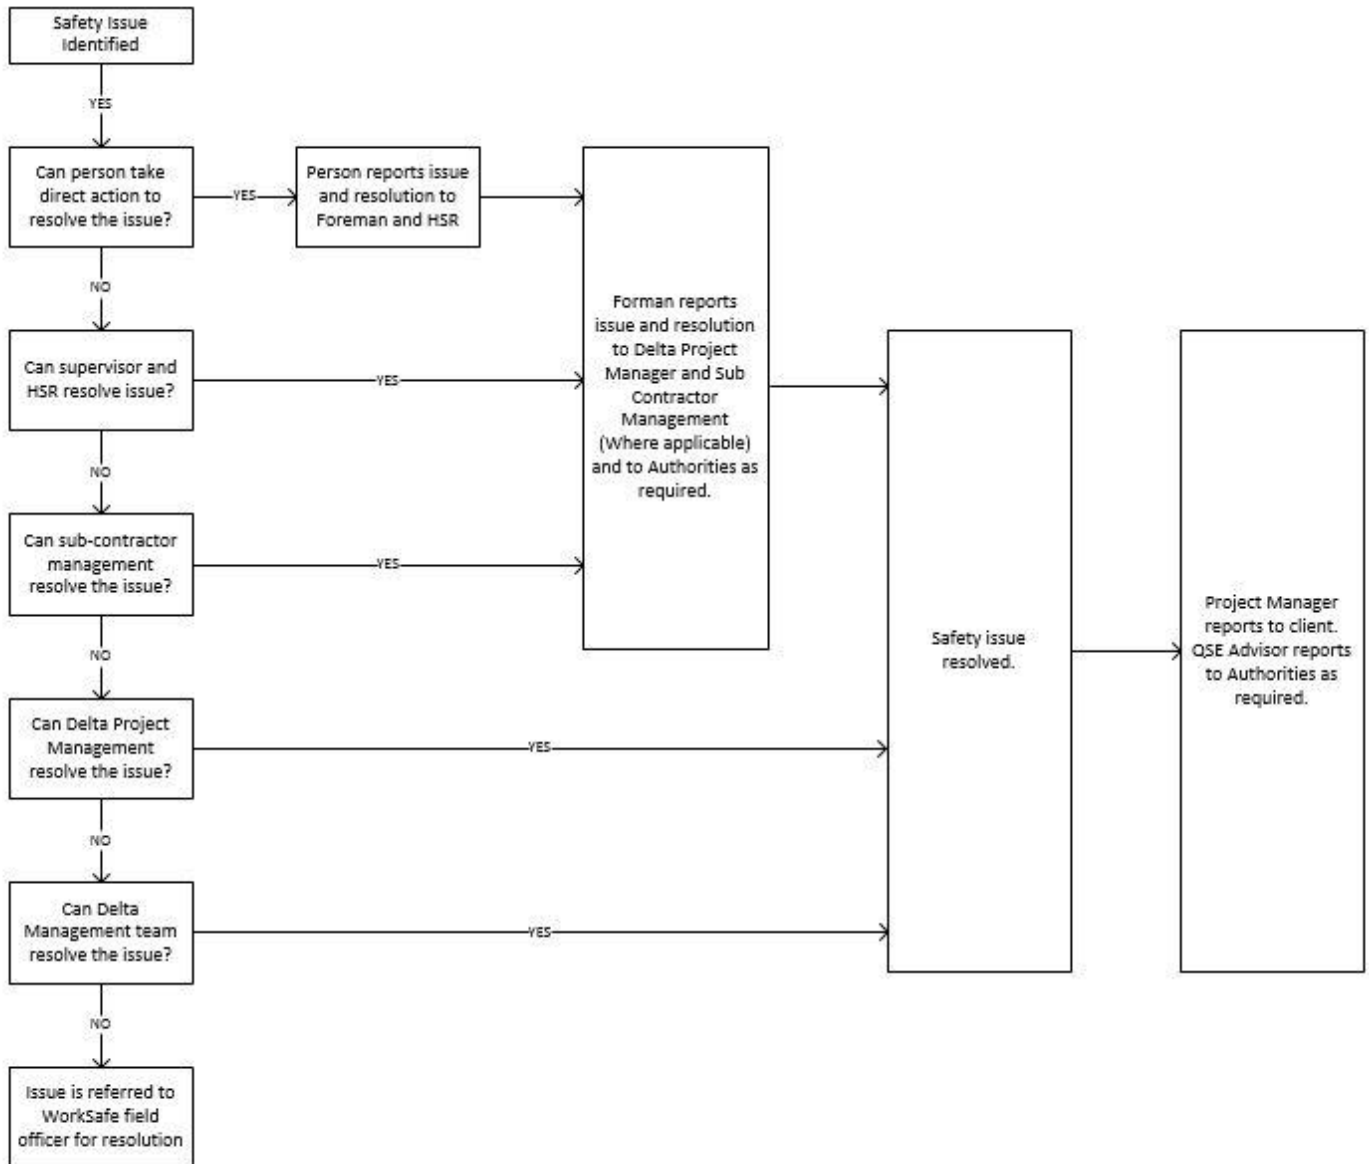 Safety Issue
Identified
YES
Can person take
direct action to
resolve the issue?
YES
Person reports issue
and resolution to
Foreman and HSR
NO
Forman reports
issue and resolution
to Delta Project
Manager and Sub
Contractor
Management
(Where applicable)
and to Authorities as
required.
Can supervisor and
HSR resolve issue?
YES
NO
Can sub-contractor
management
resolve the issue?
YES
NO
Safety issue
resolved.
Project Manager
reports to client.
QSE Advisor reports
to Authorities as
required.
Can Delta Project
Management
resolve the issue?
YES
NO
Can Delta
Management team
resolve the issue?
YES
NO
Issue is referred to
WorkSafe field
officer for resolution